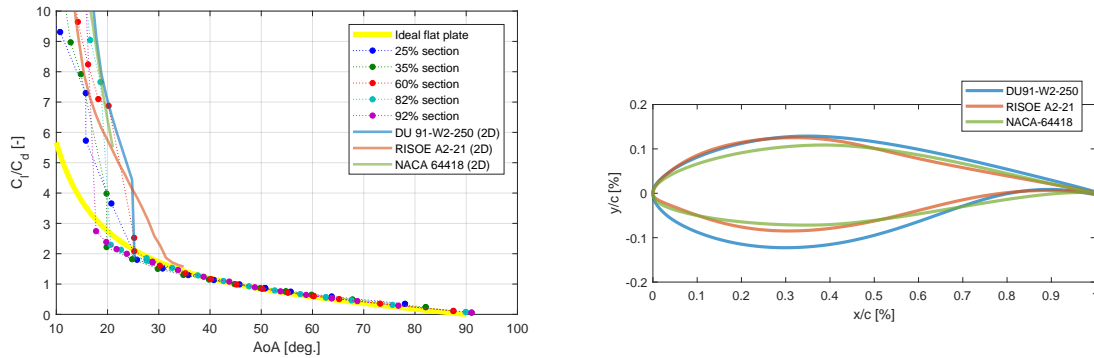 10
9
8
7
6
5
4
3
2
1
0
C_l/C_d [-]
10 20 30 40 50 60 70 80 90 100
AoA [deg.]
Ideal flat plate
25% section
35% section
60% section
82% section
92% section
DU 91-W2-250 (2D)
RISOE A2-21 (2D)
NACA 64418 (2D)
DU91-W2-250
RISOE A2-21
NACA-64418
0.2
0.1
0
-0.1
-0.2
y/c [%]
0 0.1 0.2 0.3 0.4 0.5 0.6 0.7 0.8 0.9
x/c [%]